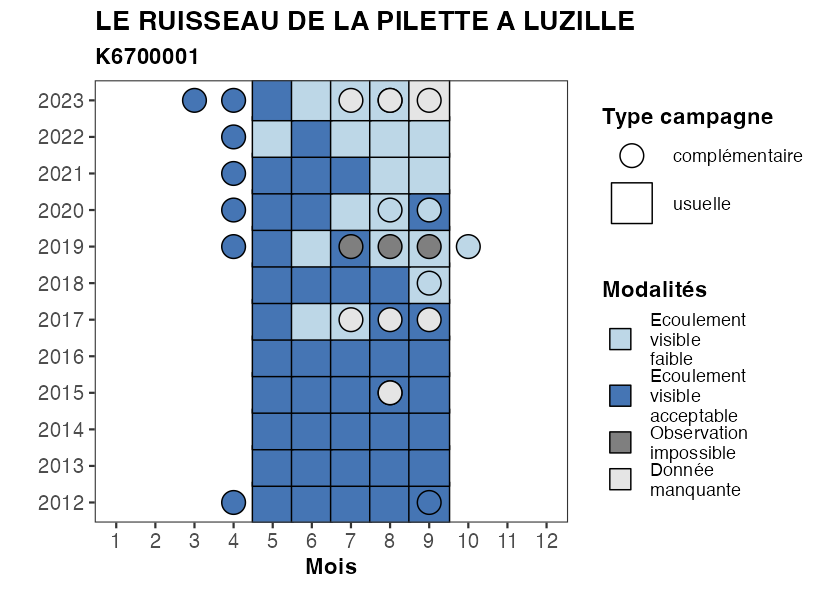 LE RUISSEAU DE LA PILETTE A LUZILLE
K6700001
2023
2022
2021
2020
2019
2018
2017
2016
2015
2014
2013
2012
1 2 3 4 5 6 7 8 9 10 11 12
Mois
Type campagne
complémentaire
usuelle
Modalités
Ecoulement
visible
faible
Ecoulement
visible
acceptable
Observation
impossible
Donnée
manquante